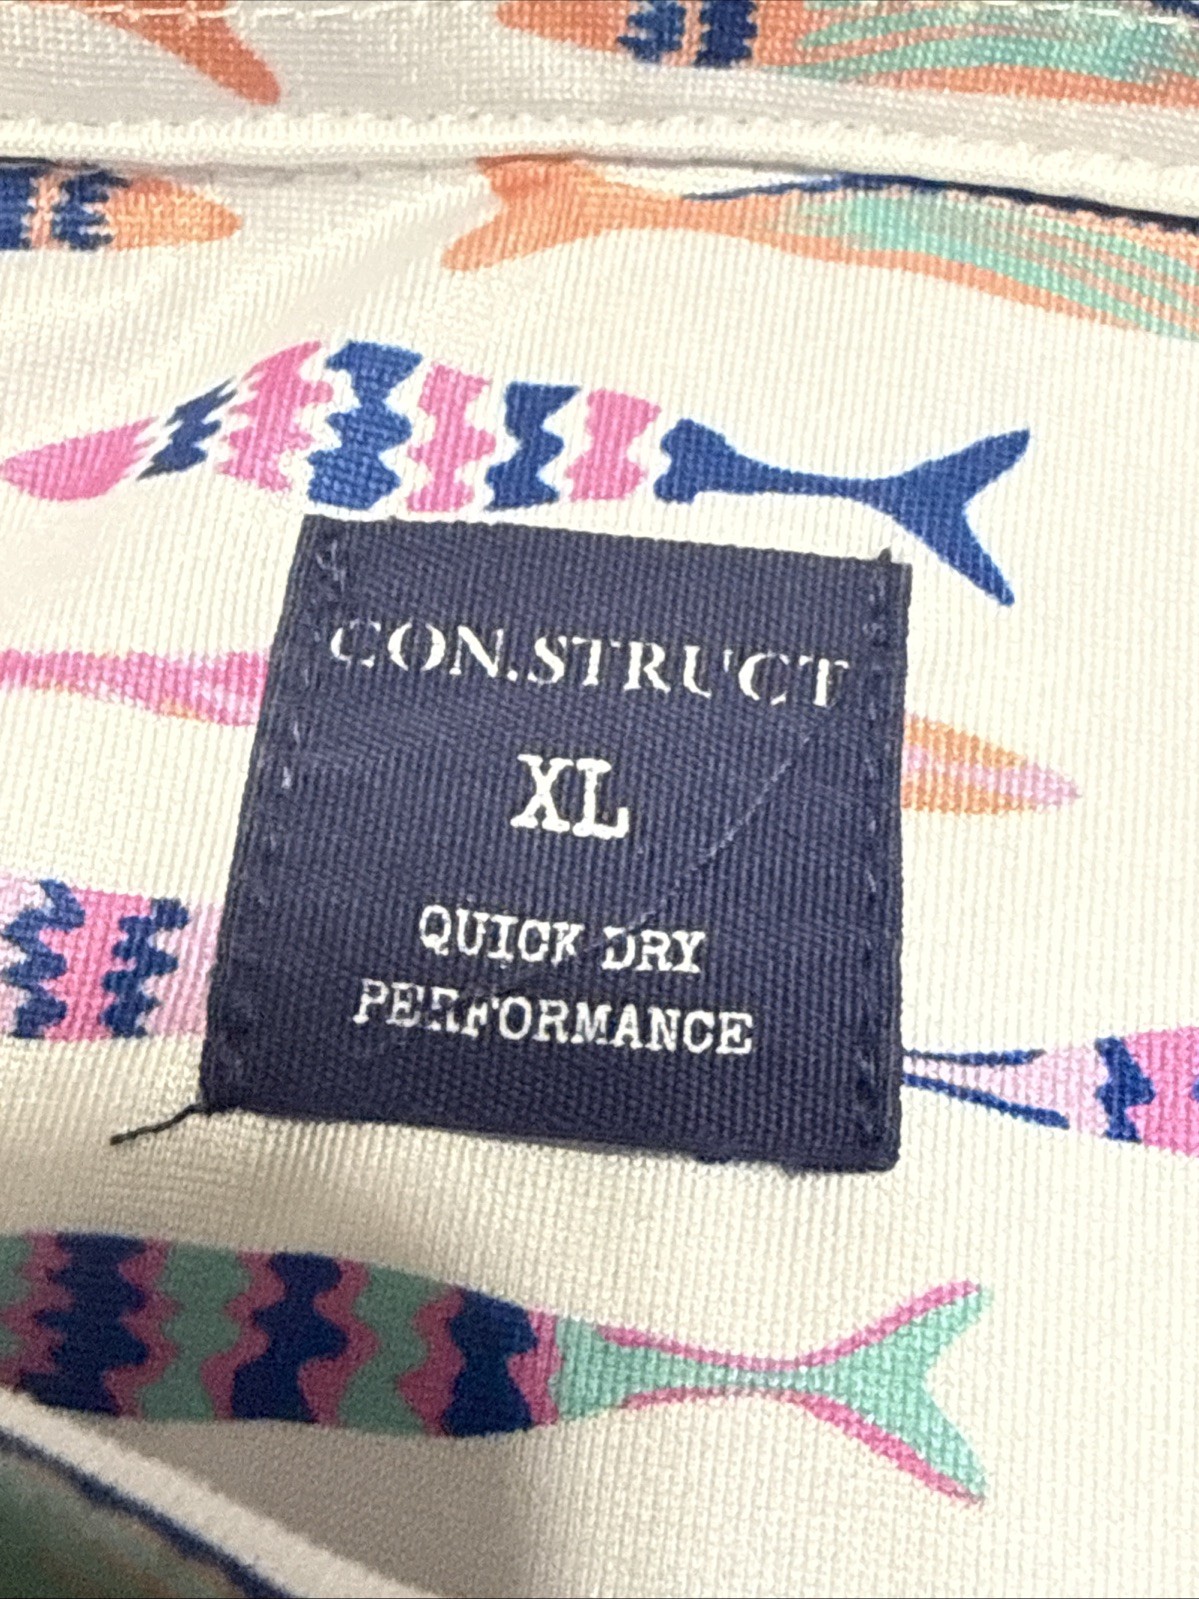 CON.STRUCT
XL
QUICK DRY
PERFORMANCE